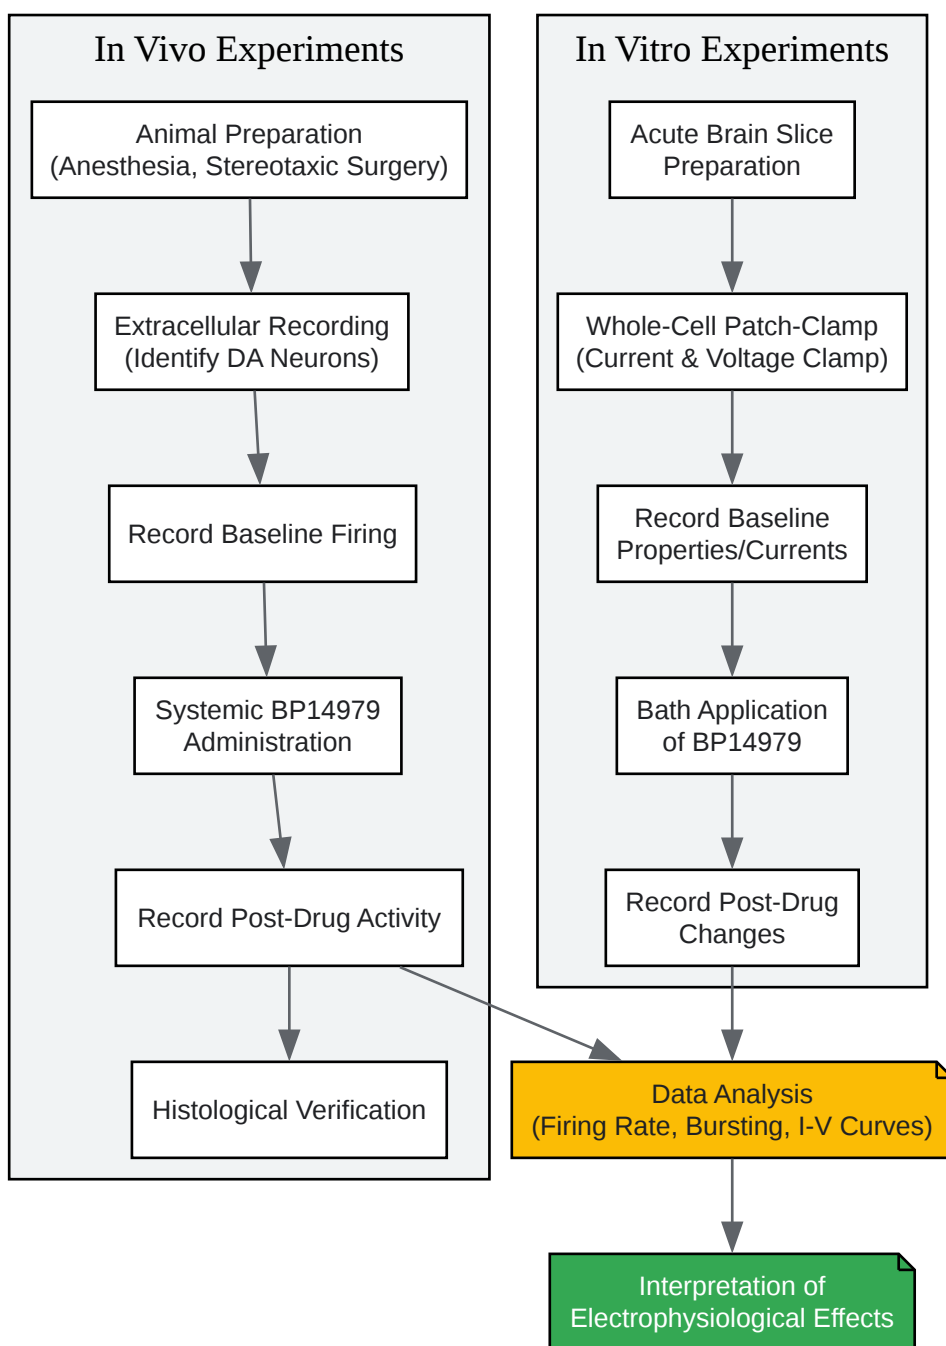 In Vivo Experiments
Animal Preparation
(Anesthesia, Stereotaxic Surgery)
Extracellular Recording
(Identify DA Neurons)
Record Baseline Firing
Systemic BP14979
Administration
Record Post-Drug Activity
Histological Verification
In Vitro Experiments
Acute Brain Slice
Preparation
Whole-Cell Patch-Clamp
(Current & Voltage Clamp)
Record Baseline
Properties/Currents
Bath Application
of BP14979
Record Post-Drug
Changes
Data Analysis
(Firing Rate, Bursting, I-V Curves)
Interpretation of
Electrophysiological Effects